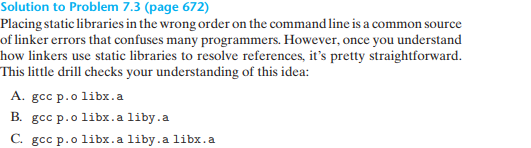 Solution to Problem 7.3 (page 672)
Placing static libraries in the wrong order on the command line is a common source
of linker errors that confuses many programmers. However, once you understand
how linkers use static libraries to resolve references, it's pretty straightforward.
This little drill checks your understanding of this idea:
A. gcc p.o libx.a
B. gcc p.o libx.a liby.a
C. gcc p.o libx.a liby.a libx.a